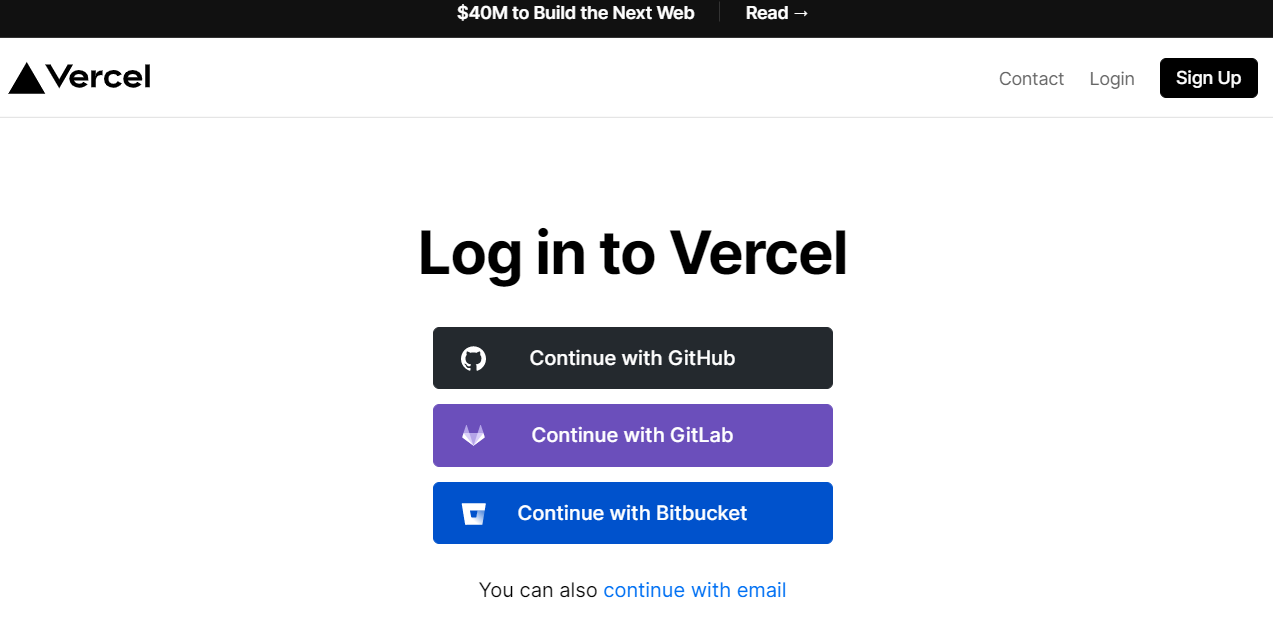 $40M to Build the Next Web Read →
Vercel Contact Login Sign Up
Log in to Vercel
Continue with GitHub
Continue with GitLab
Continue with Bitbucket
You can also continue with email